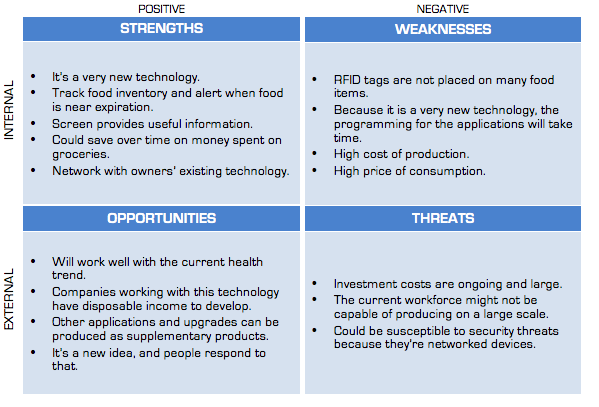 POSITIVE
NEGATIVE
STRENGTHS
WEAKNESSES
INTERNAL
• It's a very new technology.
• Track food inventory and alert when food
is near expiration.
• Screen provides useful information.
• Could save over time on money spent on
groceries.
• Network with owners' existing technology.
• RFID tags are not placed on many food
items.
• Because it is a very new technology, the
programming for the applications will take
time.
• High cost of production.
• High price of consumption.
OPPORTUNITIES
THREATS
EXTERNAL
• Will work well with the current health
trend.
• Companies working with this technology
have disposable income to develop.
• Other applications and upgrades can be
produced as supplementary products.
• It's a new idea, and people respond to
that.
• Investment costs are ongoing and large.
• The current workforce might not be
capable of producing on a large scale.
• Could be susceptible to security threats
because they're networked devices.